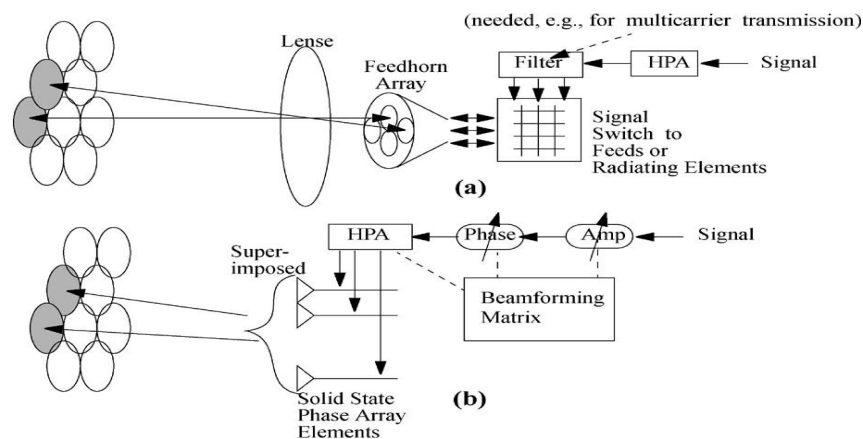 (needed, e.g., for multicarrier transmission)
Lense
Feedhorn
Array
Filter
HPA
Signal
Signal
Switch to
Feeds or
Radiating Elements
(a)
HPA
Phase
Amp
Signal
Super-
imposed
Beamforming
Matrix
Solid State
Phase Array
Elements
(b)